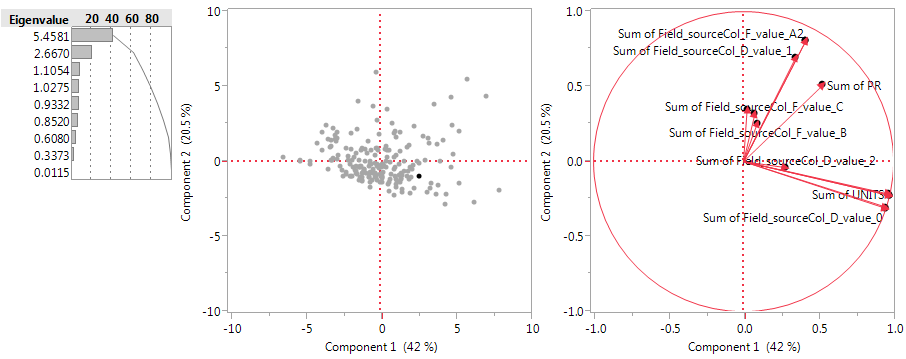 Eigenvalue 20 40 60 80
5.4581
2.6670
1.1054
1.0275
0.9332
0.8520
0.6080
0.3373
0.0115
10
5
0
-5
-10
Component 2 (20.5 %)
-10 -5 0 5 10
Component 1 (42 %)
1.0
0.5
0.0
-0.5
-1.0
Component 2 (20.5 %)
Sum of Field_sourceCol_F_value_A2
Sum of Field_sourceCol_D_value_1
Sum of PR
Sum of Field_sourceCol_F_value_C
Sum of Field_sourceCol_F_value_B
Sum of Field_sourceCol_D_value_2
Sum of UNITS
Sum of Field_sourceCol_D_value_0
-1.0 -0.5 0.0 0.5 1.0
Component 1 (42 %)